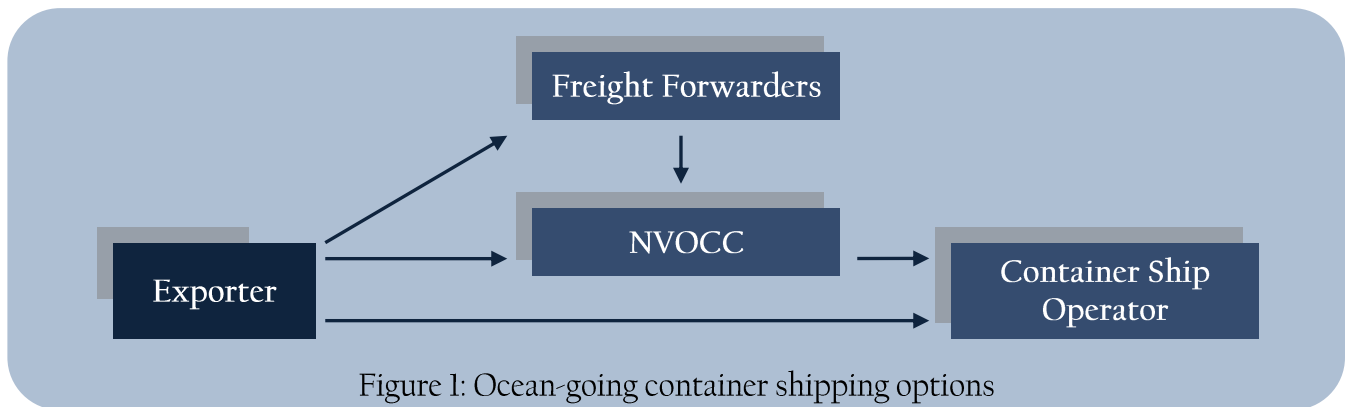 Freight Forwarders
NVOCC
Exporter
Container Ship
Operator
Figure 1: Ocean-going container shipping options